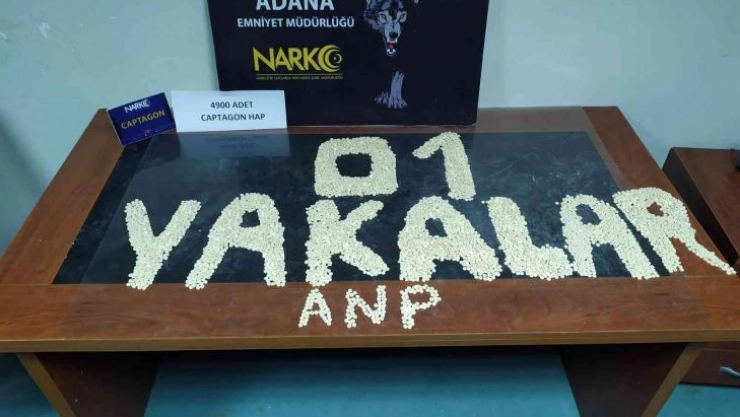 ADANA
EMNİYET MÜDÜRLÜĞÜ
NARKO
NARKO
CAPTAGON
4900 ADET
CAPTAGON HAP
01
YAKALAR
ANP